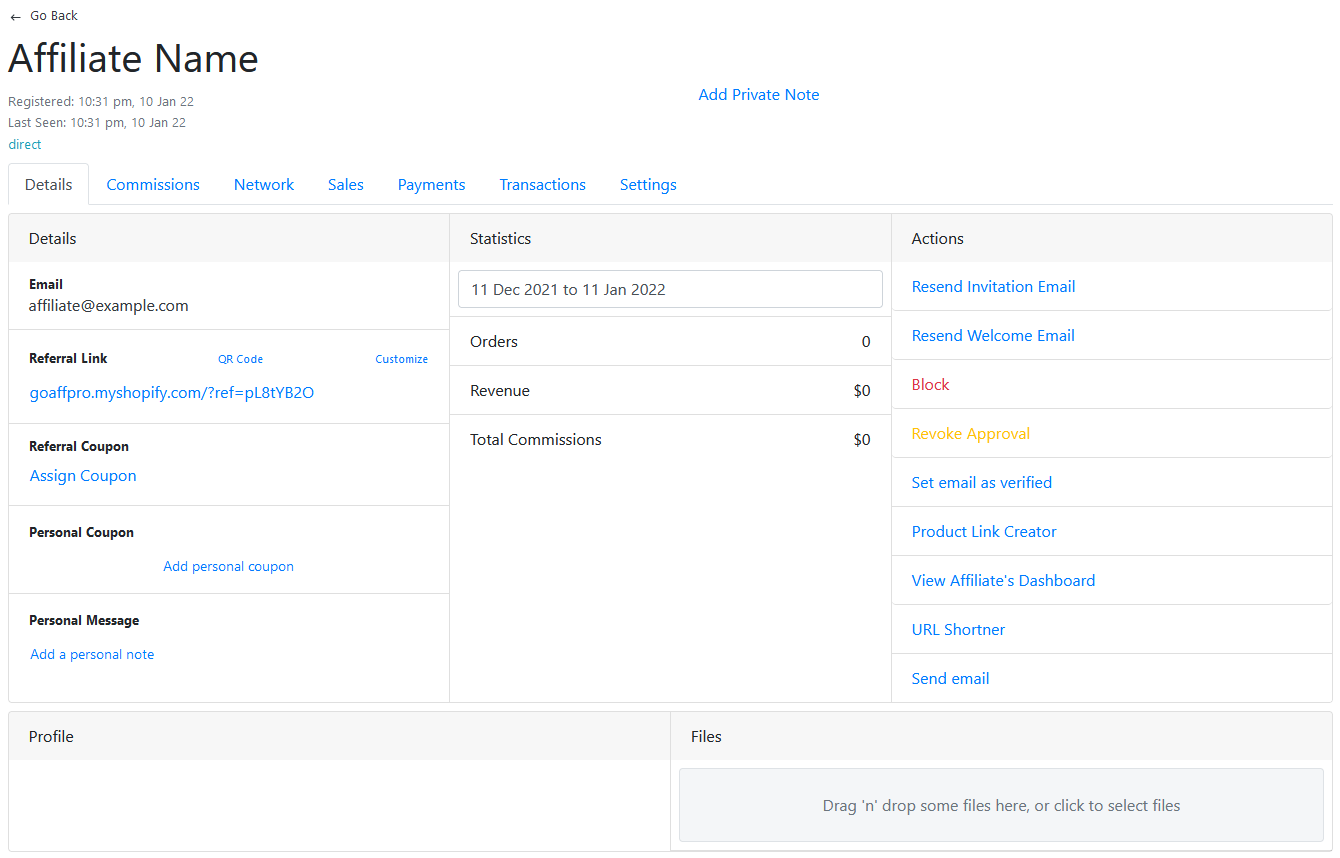 ← Go Back
Affiliate Name
Registered: 10:31 pm, 10 Jan 22
Last Seen: 10:31 pm, 10 Jan 22
direct
Add Private Note
Details Commissions Network Sales Payments Transactions Settings
Details
Email
affiliate@example.com
Referral Link QR Code Customize
goaffpro.myshopify.com/?ref=pL8tYB2O
Referral Coupon
Assign Coupon
Personal Coupon
Add personal coupon
Personal Message
Add a personal note
Statistics
11 Dec 2021 to 11 Jan 2022
Orders 0
Revenue $0
Total Commissions $0
Actions
Resend Invitation Email
Resend Welcome Email
Block
Revoke Approval
Set email as verified
Product Link Creator
View Affiliate's Dashboard
URL Shortner
Send email
Profile
Files
Drag 'n' drop some files here, or click to select files